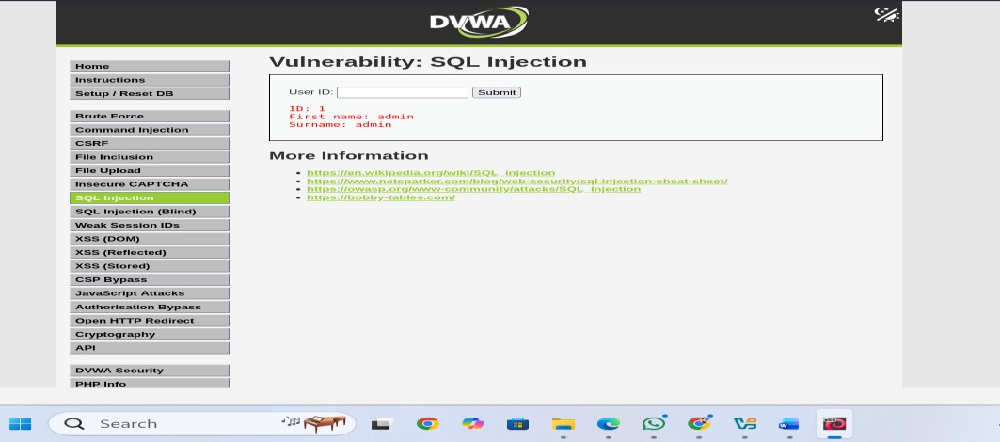 DVWA
Home
Instructions
Setup / Reset DB
Brute Force
Command Injection
CSRF
File Inclusion
File Upload
Insecure CAPTCHA
SQL Injection
SQL Injection (Blind)
Weak Session IDs
XSS (DOM)
XSS (Reflected)
XSS (Stored)
CSP Bypass
JavaScript Attacks
Authorisation Bypass
Open HTTP Redirect
Cryptography
API
DVWA Security
PHP Info
Vulnerability: SQL Injection
User ID: Submit
ID: 1
First name: admin
Surname: admin
More Information
https://en.wikipedia.org/wiki/SQL_injection
https://www.netsparker.com/blog/web-security/sql-injection-cheat-sheet/
https://owasp.org/www-community/attacks/SQL_Injection
https://bobby-tables.com/
Search